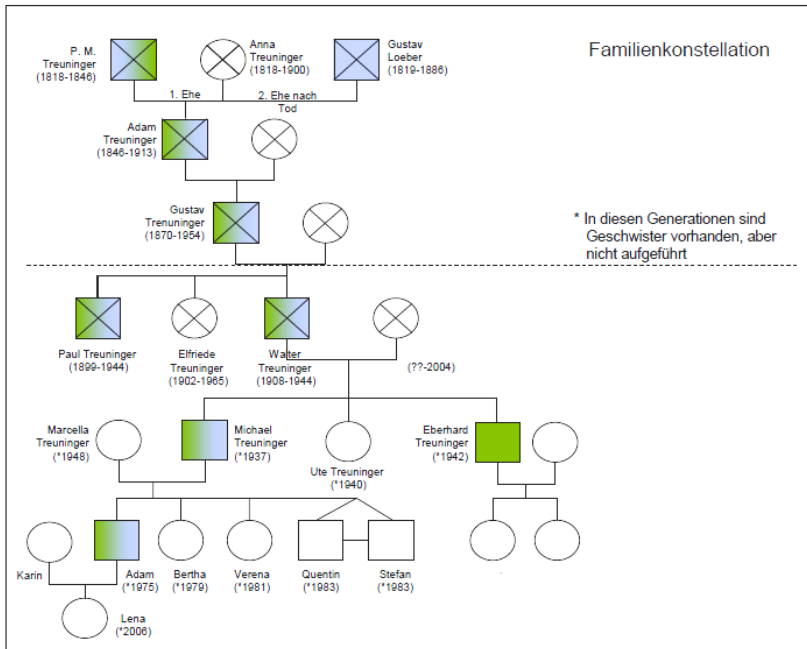 Familienkonstellation
P. M.
Treuninger
(1818-1846)
Anna
Treuninger
(1818-1900)
Gustav
Loeber
(1819-1886)
1. Ehe
2. Ehe nach
Tod
Adam
Treuninger
(1846-1913)
Gustav
Trenuninger
(1870-1954)
* In diesen Generationen sind
Geschwister vorhanden, aber
nicht aufgeführt
Paul Treuninger
(1899-1944)
Elfriede
Treuninger
(1902-1965)
Walter
Treuninger
(1908-1944)
(??-2004)
Marcella
Treuninger
(*1948)
Michael
Treuninger
(*1937)
Ute Treuninger
(*1940)
Eberhard
Treuninger
(*1942)
Karin
Adam
(*1975)
Bertha
(*1979)
Verena
(*1981)
Quentin
(*1983)
Stefan
(*1983)
Lena
(*2006)